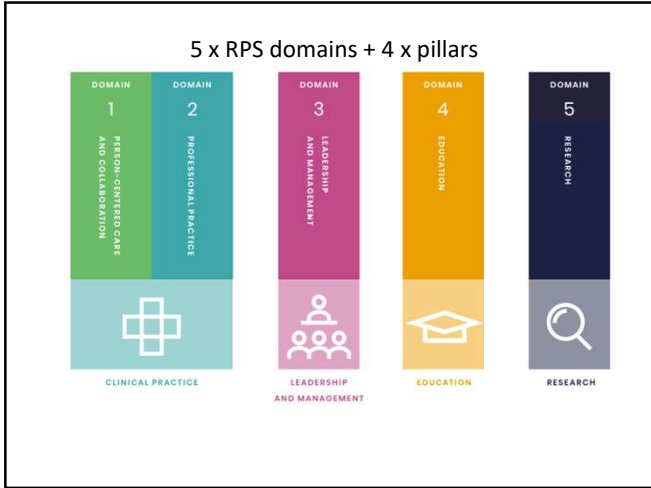 5 x RPS domains + 4 x pillars
DOMAIN
1
PERSON-CENTERED CARE
AND COLLABORATION
DOMAIN
2
PROFESSIONAL PRACTICE
DOMAIN
3
LEADERSHIP
AND MANAGEMENT
DOMAIN
4
EDUCATION
DOMAIN
5
RESEARCH
CLINICAL PRACTICE
LEADERSHIP
AND MANAGEMENT
EDUCATION
RESEARCH